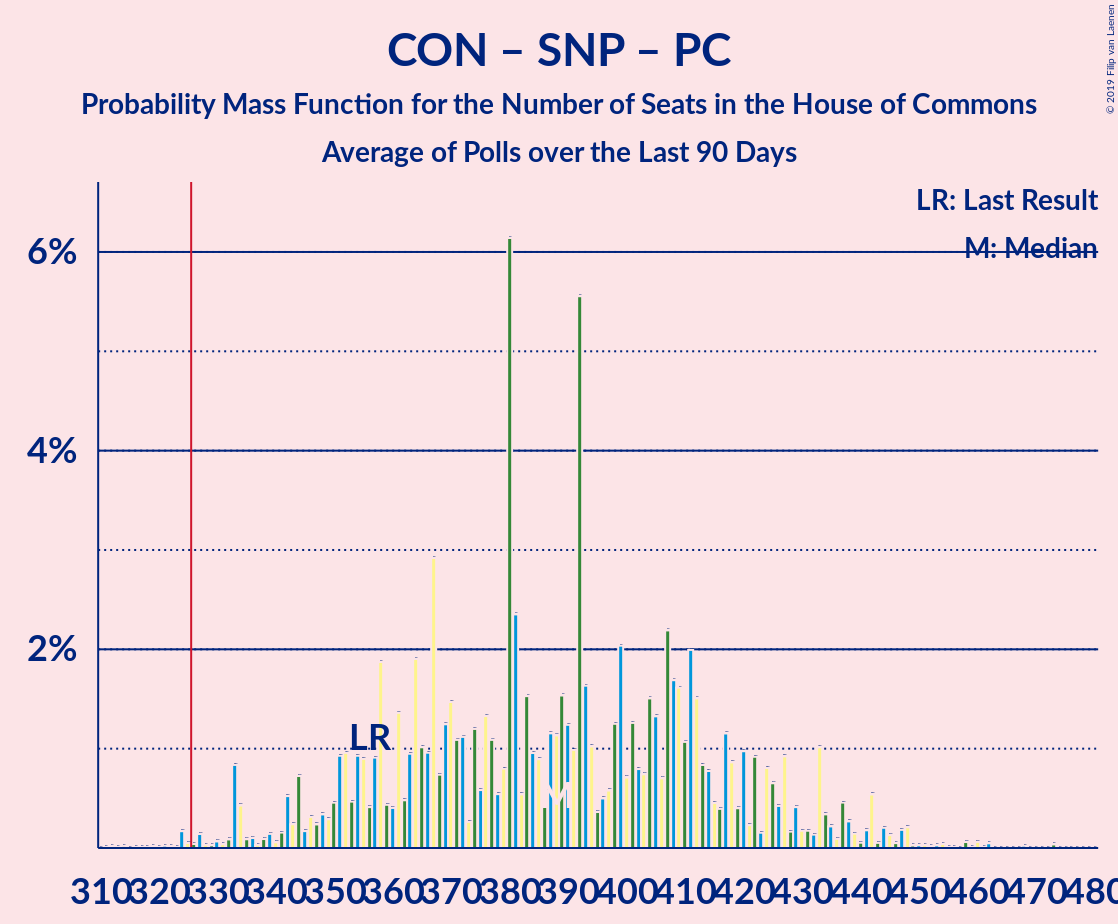 CON – SNP – PC
Probability Mass Function for the Number of Seats in the House of Commons
Average of Polls over the Last 90 Days
© 2019 Filip van Laenen
LR: Last Result
M: Median
6%
4%
2%
LR
M
310 320 330 340 350 360 370 380 390 400 410 420 430 440 450 460 470 480